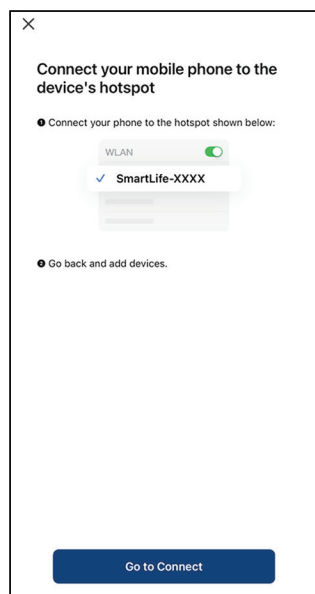 Connect your mobile phone to the
device's hotspot
❶ Connect your phone to the hotspot shown below:
WLAN
SmartLife-XXXX
❷ Go back and add devices.
Go to Connect